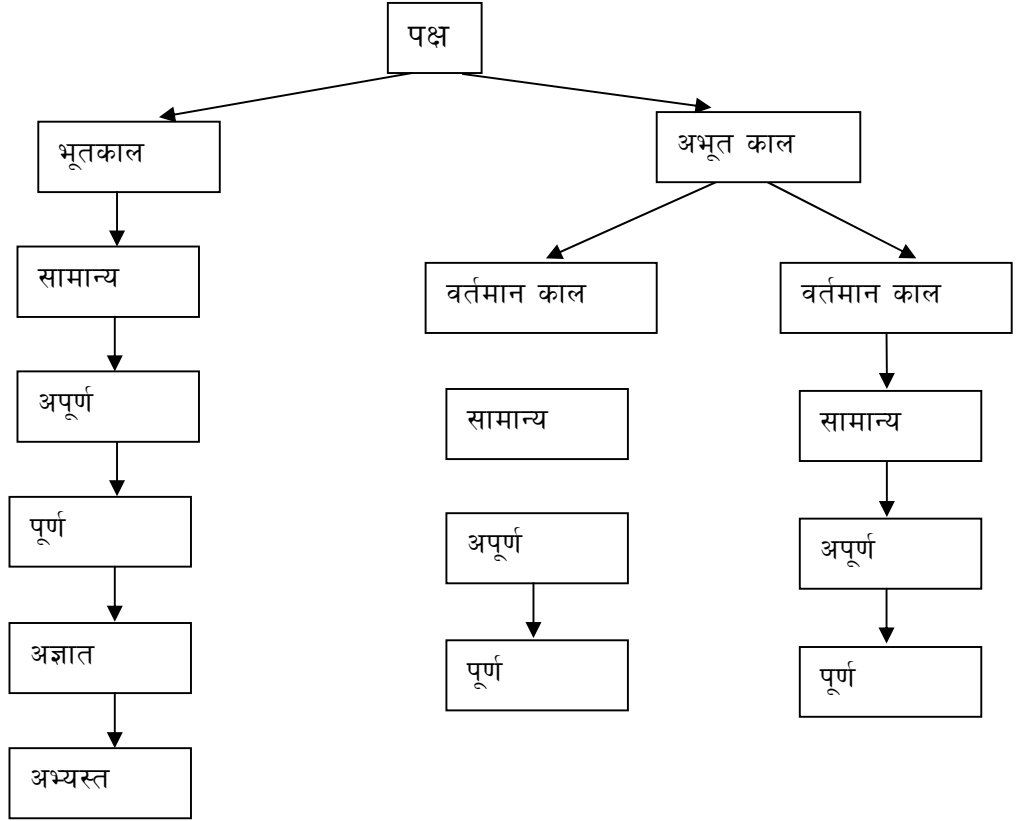 पक्ष
भूतकाल
अभूत काल
सामान्य
वर्तमान काल
वर्तमान काल
अपूर्ण
सामान्य
सामान्य
पूर्ण
अपूर्ण
अपूर्ण
अज्ञात
पूर्ण
पूर्ण
अभ्यस्त